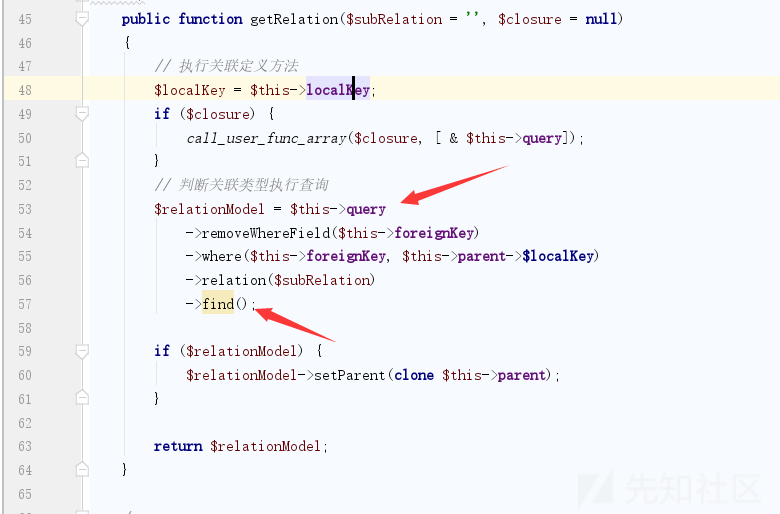 45 public function getRelation($subRelation = '', $closure = null)
46 {
47 // 执行关联定义方法
48 $localKey = $this->localKey;
49 if ($closure) {
50 call_user_func_array($closure, [ & $this->query]);
51 }
52 // 判断关联类型执行查询
53 $relationModel = $this->query
54 ->removeWhereField($this->foreignKey)
55 ->where($this->foreignKey, $this->parent->$localKey)
56 ->relation($subRelation)
57 ->find();
58
59 if ($relationModel) {
60 $relationModel->setParent(clone $this->parent);
61 }
62
63 return $relationModel;
64 }
65
先知社区